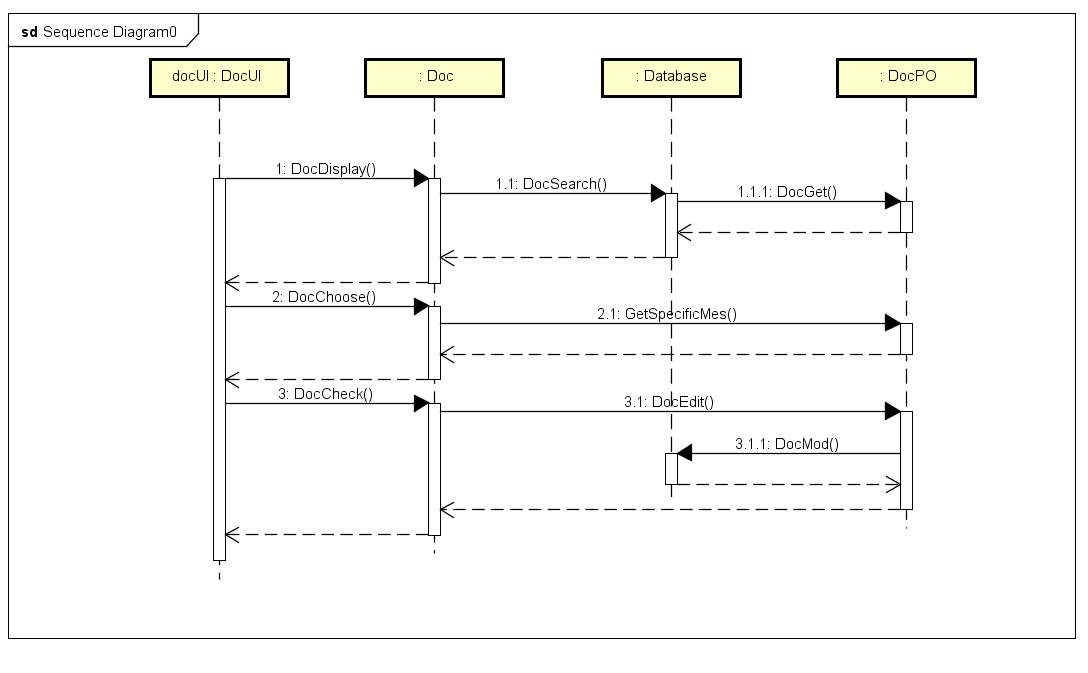 sd Sequence Diagram0
docUI : DocUI
: Doc
: Database
: DocPO
1: DocDisplay()
1.1: DocSearch()
1.1.1: DocGet()
2: DocChoose()
2.1: GetSpecificMes()
3: DocCheck()
3.1: DocEdit()
3.1.1: DocMod()